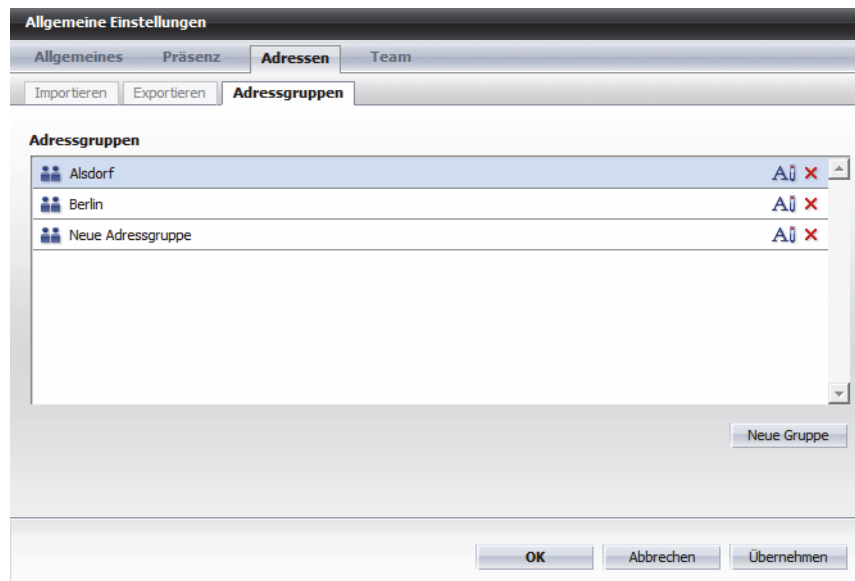 Allgemeine Einstellungen
Allgemeines Präsenz Adressen Team
Importieren Exportieren Adressgruppen
Adressgruppen
Alsdorf
Berlin
Neue Adressgruppe
Neue Gruppe
OK Abbrechen Übernehmen